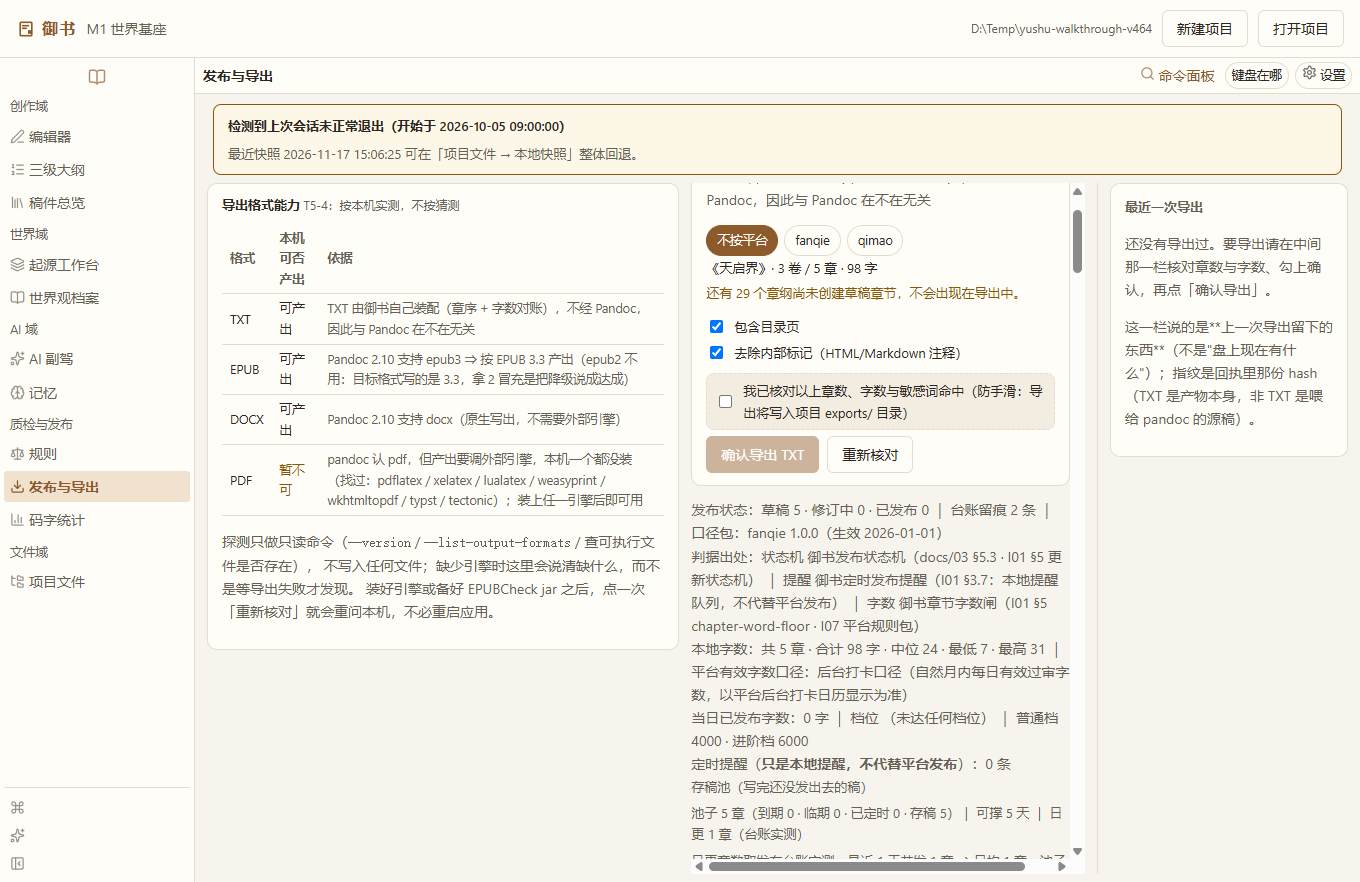 御书 M1 世界基座
D:\Temp\yushu-walkthrough-v464 新建项目 打开项目
创作域
编辑器
三级大纲
稿件总览
世界域
起源工作台
世界观档案
AI 域
AI 副驾
记忆
质检与发布
规则
发布与导出
码字统计
文件域
项目文件
发布与导出
命令面板 键盘在哪 设置
检测到上次会话未正常退出（开始于 2026-10-05 09:00:00）
最近快照 2026-11-17 15:06:25 可在「项目文件 → 本地快照」整体回退。
导出格式能力 T5-4：按本机实测，不按猜测
格式 本机可否产出 依据
TXT 可产出 TXT 由御书自己装配（章序 + 字数对账），不经 Pandoc，
因此与 Pandoc 在不在无关
EPUB 可产出 Pandoc 2.10 支持 epub3 ⇒ 按 EPUB 3.3 产出（epub2 不
用：目标格式写的是 3.3，拿 2 冒充是把降级说成达成）
DOCX 可产出 Pandoc 2.10 支持 docx（原生写出，不需要外部引擎）
PDF 暂不可 pandoc 认 pdf，但产出要调外部引擎，本机一个都没装
（找过：pdflatex / xelatex / lualatex / weasyprint /
wkhtmltopdf / typst / tectonic）；装上任一引擎后即可用
探测只做只读命令（—version / —list-output-formats / 查可执行文
件是否存在），不写入任何文件；缺少引擎时这里会说清缺什么，而不
是等导出失败才发现。 装好引擎或备好 EPUBCheck jar 之后，点一次
「重新核对」就会重问本机，不必重启应用。
Pandoc，因此与 Pandoc 在不在无关
不按平台 fanqie qimao
《天启界》· 3 卷 / 5 章 · 98 字
还有 29 个章纲尚未创建草稿章节，不会出现在导出中。
包含目录页
去除内部标记（HTML/Markdown 注释）
我已核对以上章数、字数与敏感词命中（防手滑：导
出将写入项目 exports/ 目录）
确认导出 TXT 重新核对
发布状态：草稿 5 · 修订中 0 · 已发布 0 ｜ 台账留痕 2 条 ｜
口径包：fanqie 1.0.0（生效 2026-01-01）
判据出处：状态机 御书发布状态机（docs/03 §5.3 · I01 §5 更
新状态机） ｜ 提醒 御书定时发布提醒（I01 §3.7：本地提醒
队列，不代替平台发布） ｜ 字数 御书章节字数闸（I01 §5
chapter-word-floor · I07 平台规则包）
本地字数：共 5 章 · 合计 98 字 · 中位 24 · 最低 7 · 最高 31 ｜
平台有效字数口径：后台打卡口径（自然月内每日有效过审字
数，以平台后台打卡日历显示为准）
当日已发布字数：0 字 ｜ 档位 （未达任何档位） ｜ 普通档
4000 · 进阶档 6000
定时提醒（只是本地提醒，不代替平台发布）：0 条
存稿池（写完还没发出去的稿）
池子 5 章（到期 0 · 临期 0 · 已定时 0 · 存稿 5）｜ 可撑 5 天 ｜ 日
更 1 章（台账实测）
最近一次导出
还没有导出过。要导出请在中间
那一栏核对章数与字数、勾上确
认，再点「确认导出」。
这一栏说的是**上一次导出留下的
东西**（不是"盘上现在有什
么"）；指纹是回执里那份 hash
（TXT 是产物本身，非 TXT 是喂
给 pandoc 的源稿）。